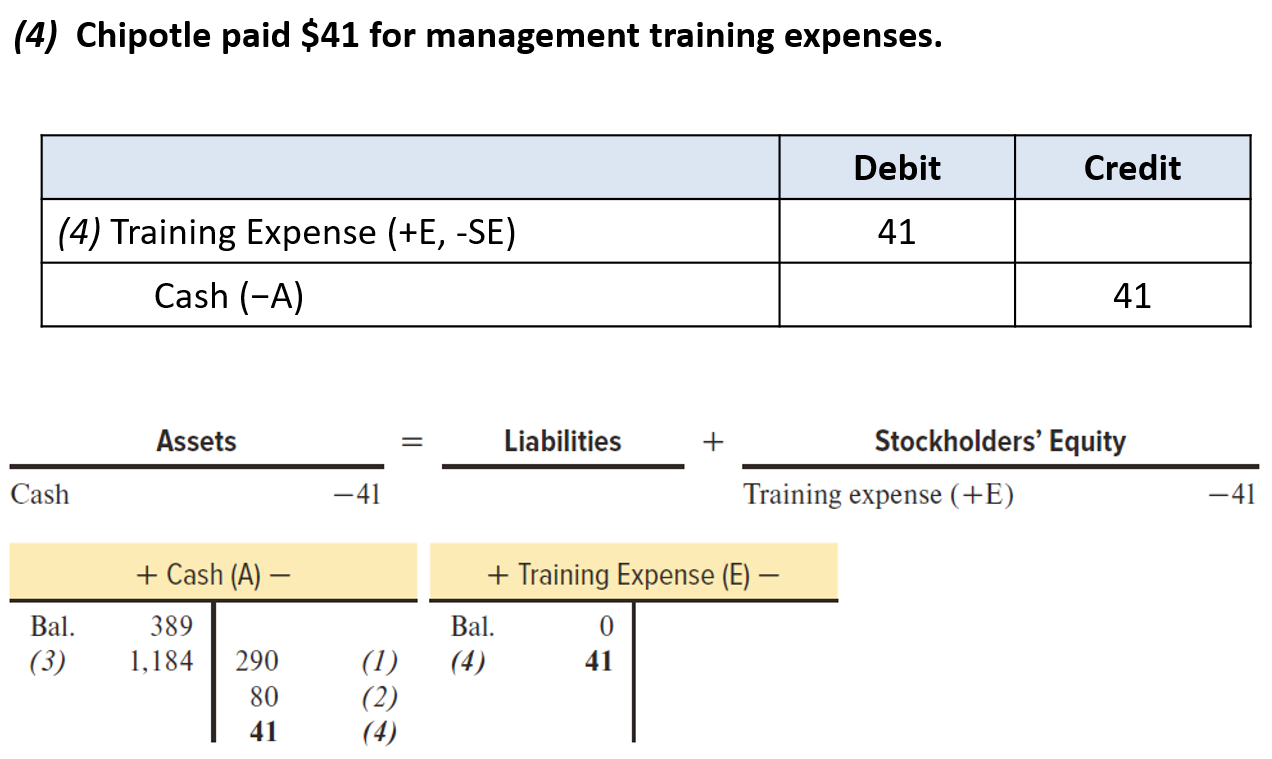 (4) Chipotle paid $41 for management training expenses.
Debit Credit
(4) Training Expense (+E, -SE) 41
Cash (−A) 41
Assets = Liabilities + Stockholders’ Equity
Cash −41 Training expense (+E) −41
+ Cash (A) − + Training Expense (E) −
Bal. 389 Bal. 0
(3) 1,184 290 (1) (4) 41
80 (2)
41 (4)